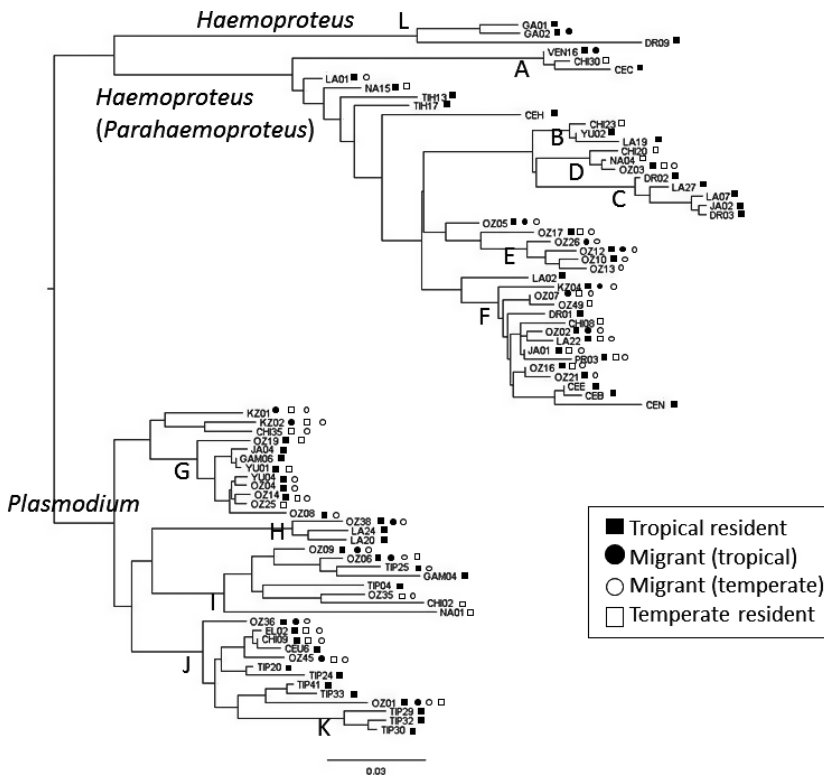 Haemoproteus
L
GA01
GA02
DR09
VEN16
A
CHI30
CEC
Haemoproteus
(Parahaemoproteus)
LA01
NA15
TIH13
TIH17
CEH
CHI23
B
YU02
LA19
CHI20
D
NA04
OZ03
C
DR02
LA27
LA07
JA02
DR03
OZ05
OZ17
OZ26
E
OZ12
OZ10
OZ13
LA02
F
KZ04
OZ07
OZ49
DR01
CHI08
OZ02
LA22
JA01
PR03
OZ16
OZ21
CEE
CEB
CEN
KZ01
KZ02
CHI35
OZ19
G
JA04
GAM06
YU01
YU04
OZ04
OZ14
OZ25
OZ08
Plasmodium
H
OZ38
LA24
LA20
OZ09
OZ06
TIP25
GAM04
I
TIP04
OZ35
CHI02
NA01
J
OZ36
EL02
CHI09
CEU6
OZ45
TIP20
TIP24
TIP41
TIP33
OZ01
K
TIP29
TIP32
TIP30
0.03
Tropical resident
Migrant (tropical)
Migrant (temperate)
Temperate resident